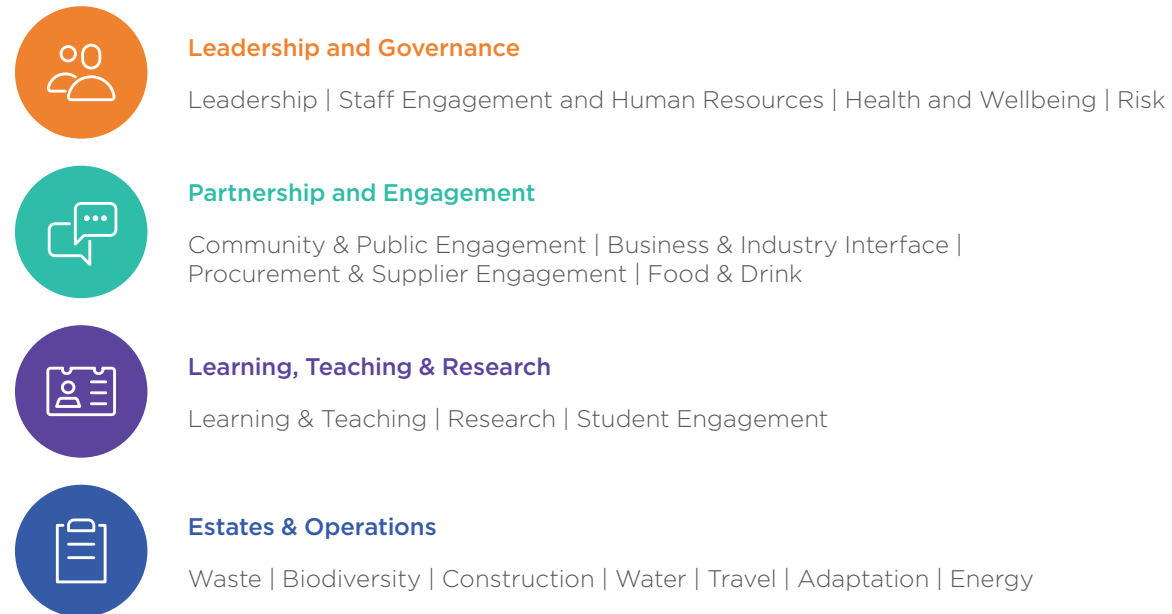 Leadership and Governance
Leadership | Staff Engagement and Human Resources | Health and Wellbeing | Risk
Partnership and Engagement
Community & Public Engagement | Business & Industry Interface |
Procurement & Supplier Engagement | Food & Drink
Learning, Teaching & Research
Learning & Teaching | Research | Student Engagement
Estates & Operations
Waste | Biodiversity | Construction | Water | Travel | Adaptation | Energy